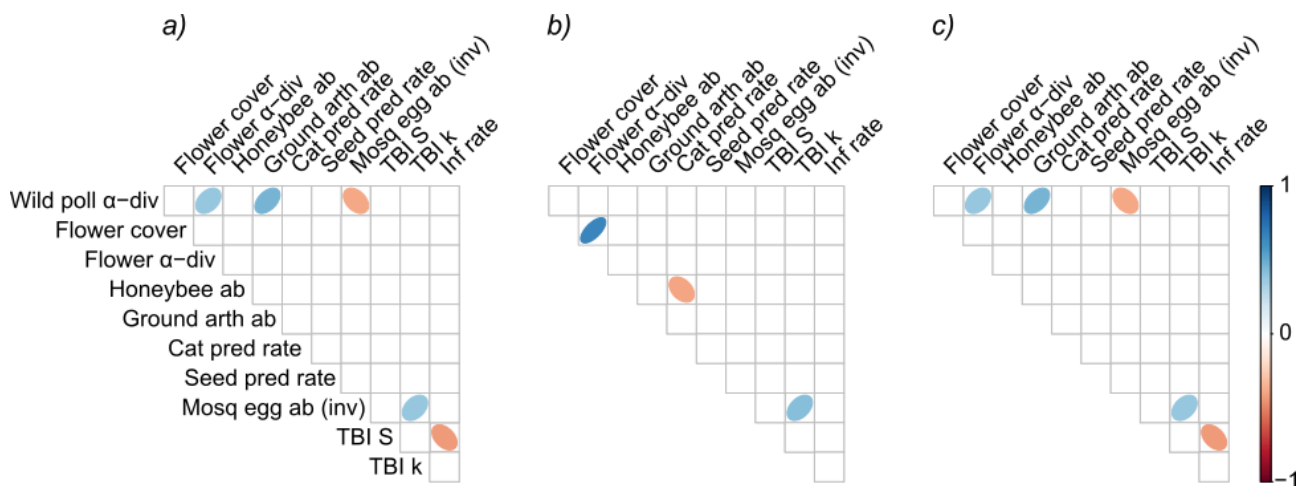 a)
Flower cover
Flower α−div
Honeybee ab
Ground arth ab
Cat pred rate
Seed pred rate
Mosq egg ab (inv)
TBI S
TBI k
Inf rate
b)
Flower cover
Flower α−div
Honeybee ab
Ground arth ab
Cat pred rate
Seed pred rate
Mosq egg ab (inv)
TBI S
TBI k
Inf rate
c)
Flower cover
Flower α−div
Honeybee ab
Ground arth ab
Cat pred rate
Seed pred rate
Mosq egg ab (inv)
TBI S
TBI k
Inf rate
Wild poll α−div
Flower cover
Flower α−div
Honeybee ab
Ground arth ab
Cat pred rate
Seed pred rate
Mosq egg ab (inv)
TBI S
TBI k
1
0
−1